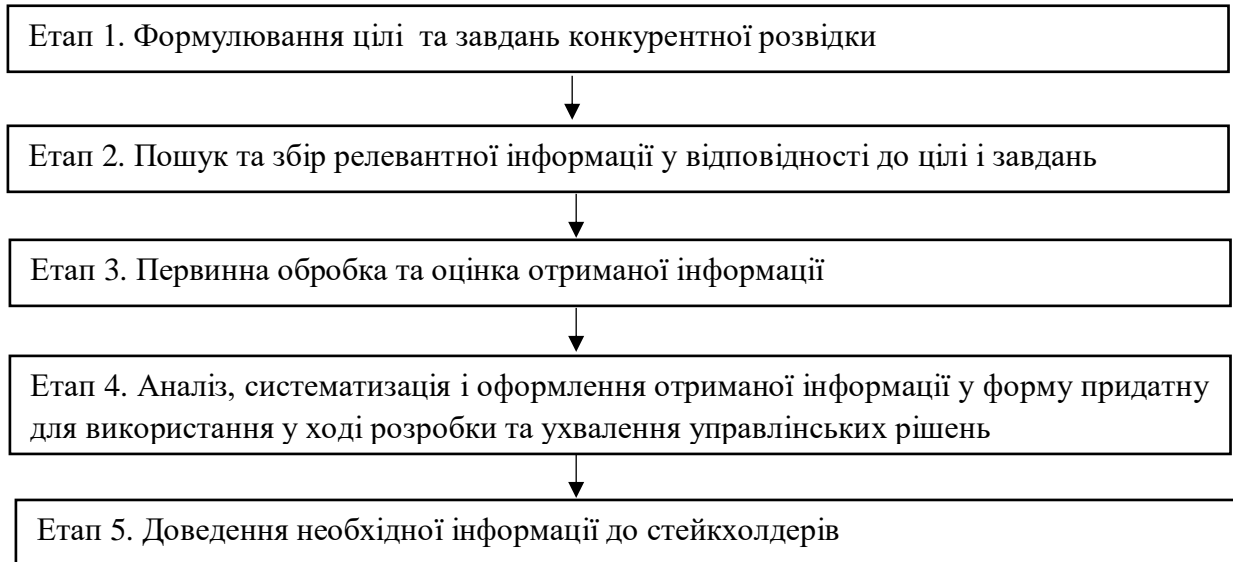 Етап 1. Формулювання цілі та завдань конкурентної розвідки
Етап 2. Пошук та збір релевантної інформації у відповідності до цілі і завдань
Етап 3. Первинна обробка та оцінка отриманої інформації
Етап 4. Аналіз, систематизація і оформлення отриманої інформації у форму придатну
для використання у ході розробки та ухвалення управлінських рішень
Етап 5. Доведення необхідної інформації до стейкхолдерів